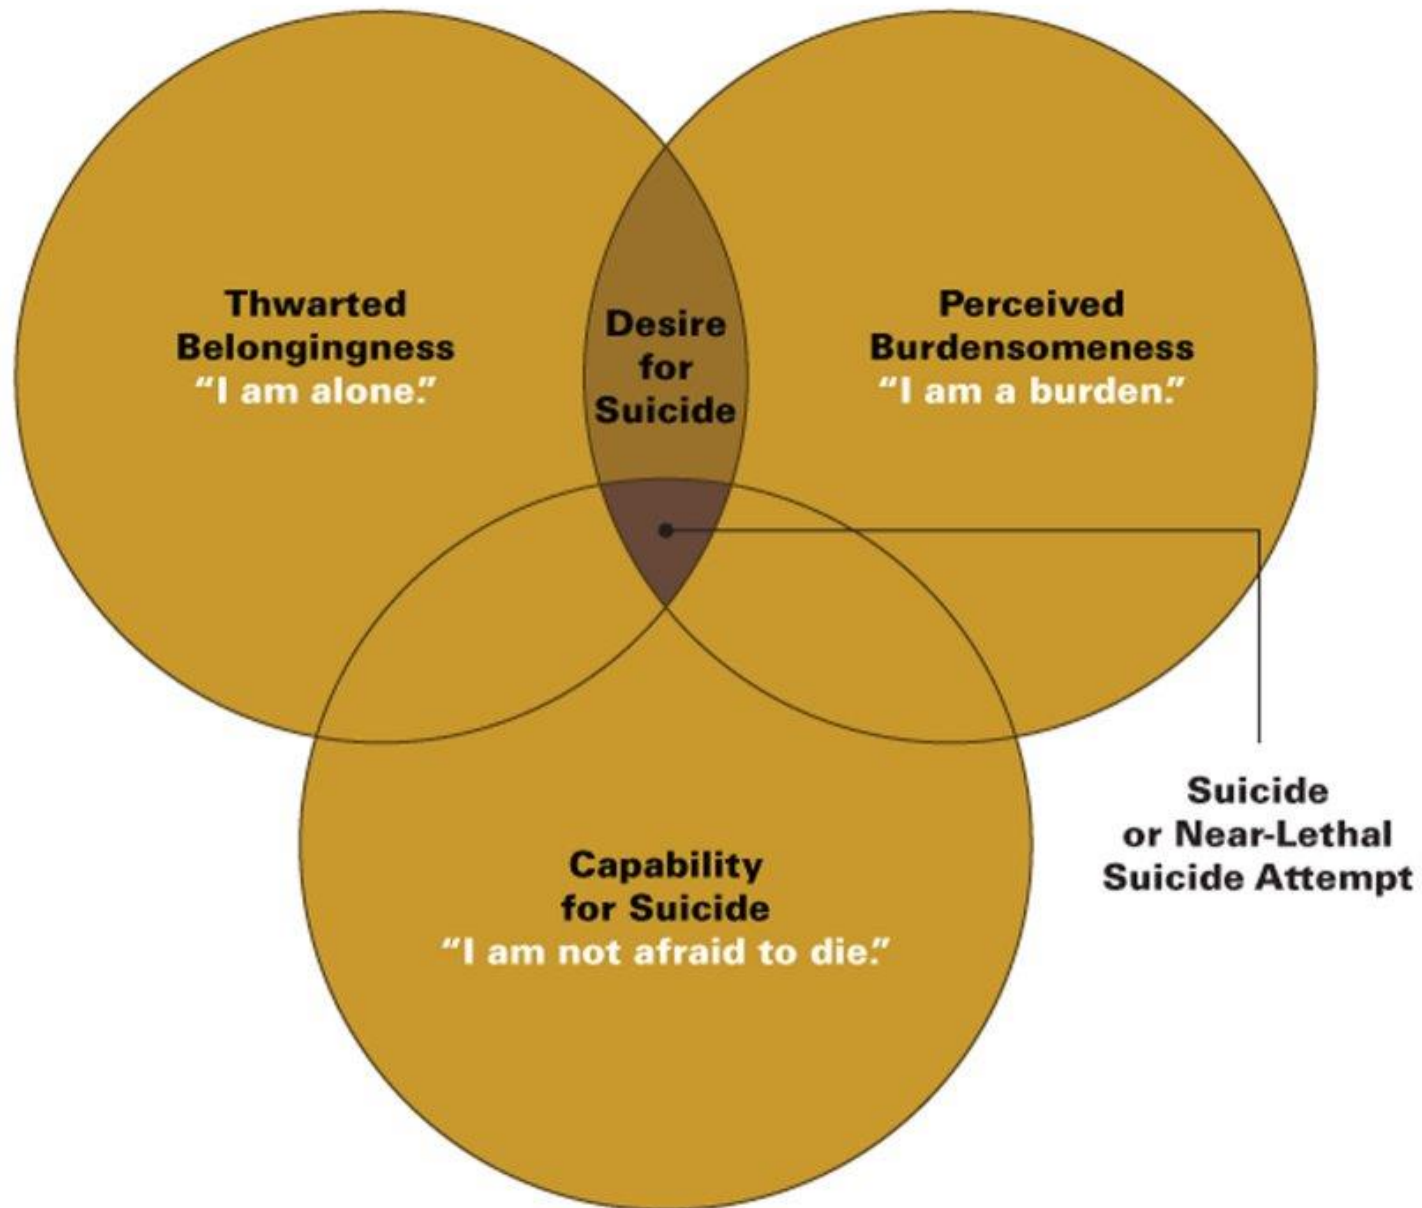 Thwarted
Belongingness
“I am alone.”
Desire
for
Suicide
Perceived
Burdensomeness
“I am a burden.”
Capability
for Suicide
“I am not afraid to die.”
Suicide
or Near-Lethal
Suicide Attempt